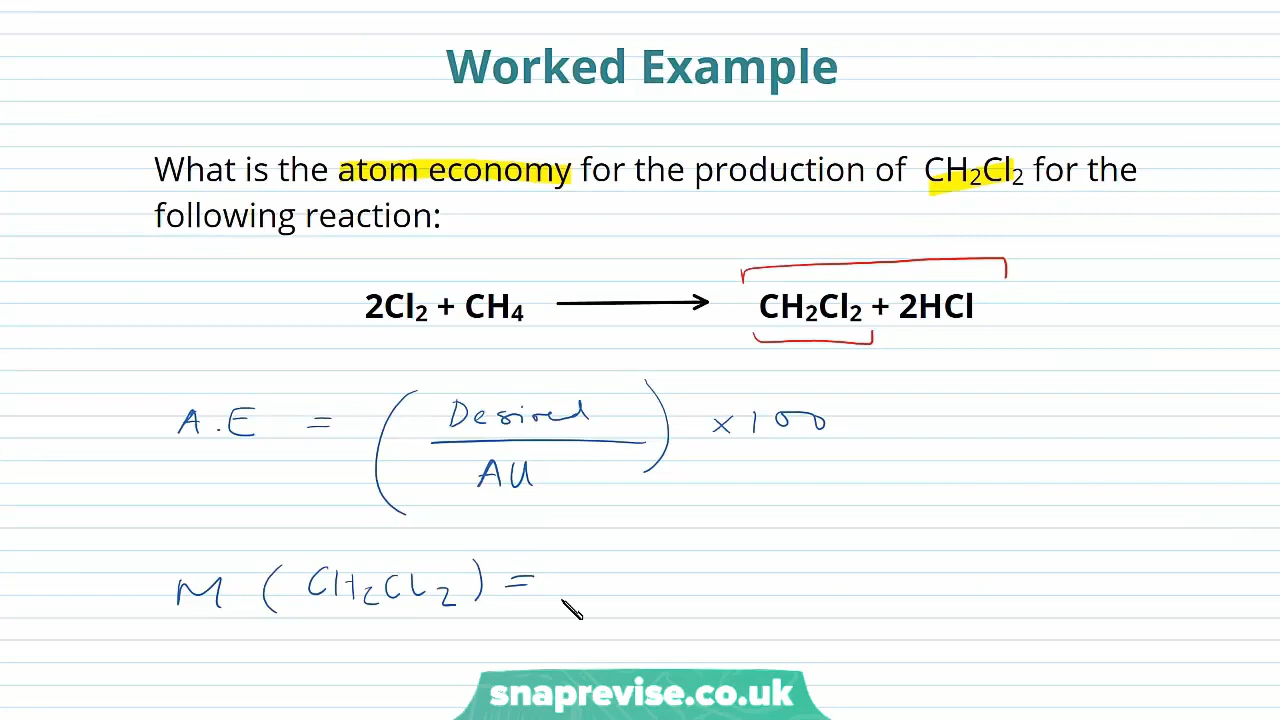 Worked Example
What is the atom economy for the production of CH₂Cl₂ for the
following reaction:
2Cl₂ + CH₄ ⟶ CH₂Cl₂ + 2HCl
A.E = ( Desired
All ) × 100
M ( CH₂Cl₂ ) =
snaprevise.co.uk